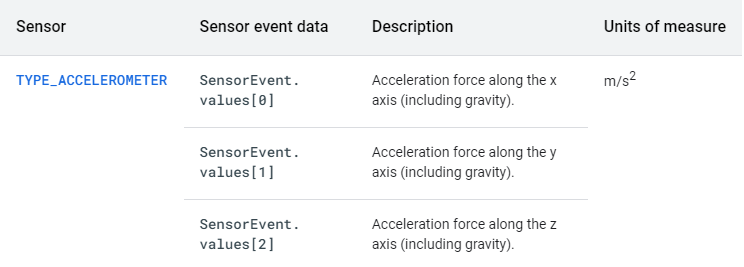 Sensor Sensor event data Description Units of measure
TYPE_ACCELEROMETER SensorEvent. Acceleration force along the x m/s²
values[0] axis (including gravity).
SensorEvent. Acceleration force along the y
values[1] axis (including gravity).
SensorEvent. Acceleration force along the z
values[2] axis (including gravity).